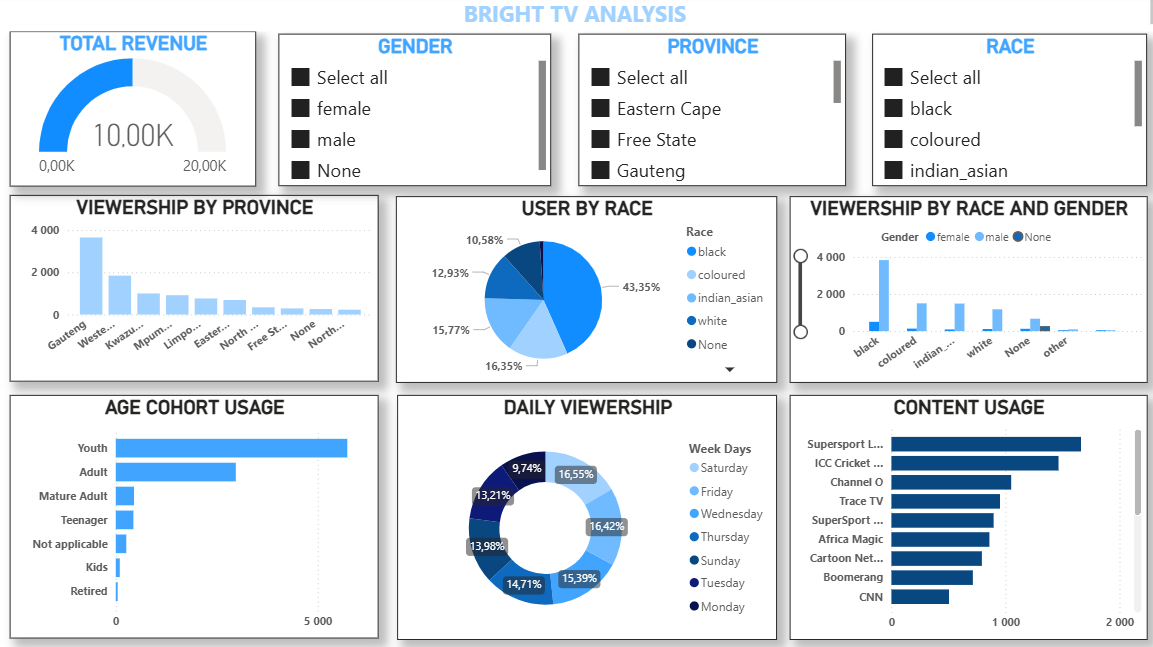 BRIGHT TV ANALYSIS
TOTAL REVENUE
10,00K
0,00K
20,00K
GENDER
Select all
female
male
None
PROVINCE
Select all
Eastern Cape
Free State
Gauteng
RACE
Select all
black
coloured
indian_asian
VIEWERSHIP BY PROVINCE
4 000
2 000
0
Gauteng
Weste...
Kwazu...
Mpum...
Limpo...
Easter...
North ...
Free St...
None
North...
USER BY RACE
10,58%
12,93%
15,77%
16,35%
43,35%
Race
black
coloured
indian_asian
white
None
VIEWERSHIP BY RACE AND GENDER
Gender female male None
4 000
2 000
0
black
coloured
indian_...
white
None
other
AGE COHORT USAGE
Youth
Adult
Mature Adult
Teenager
Not applicable
Kids
Retired
0
5 000
DAILY VIEWERSHIP
9,74%
16,55%
13,21%
16,42%
13,98%
14,71%
15,39%
Week Days
Saturday
Friday
Wednesday
Thursday
Sunday
Tuesday
Monday
CONTENT USAGE
Supersport L...
ICC Cricket ...
Channel O
Trace TV
SuperSport ...
Africa Magic
Cartoon Net...
Boomerang
CNN
0
1 000
2 000